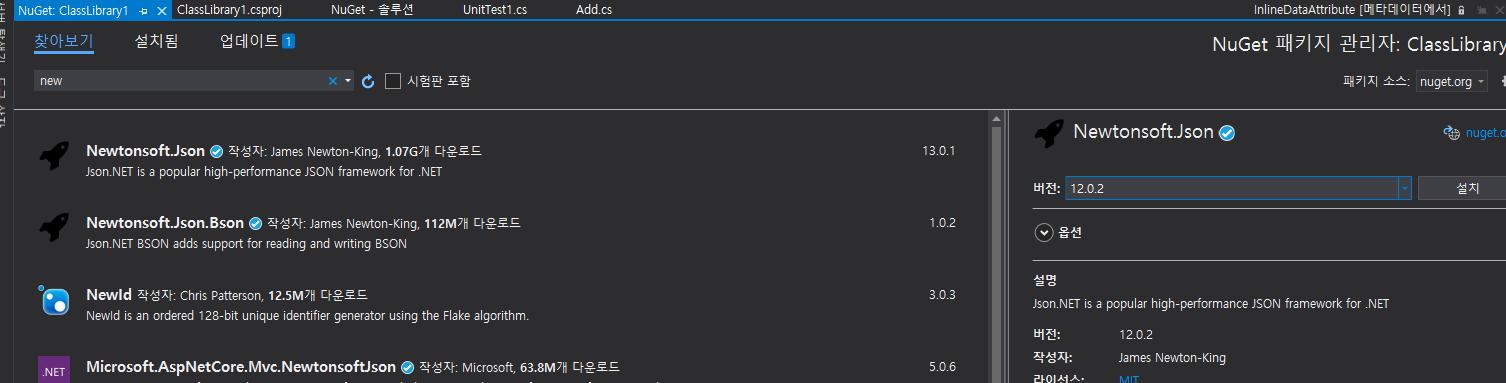 NuGet: ClassLibrary1
ClassLibrary1.csproj
NuGet - 솔루션
UnitTest1.cs
Add.cs
InlineDataAttribute [메타데이터에서]
찾아보기
설치됨
업데이트 1
NuGet 패키지 관리자: ClassLibrary
new
시험판 포함
패키지 소스: nuget.org
Newtonsoft.Json 작성자: James Newton-King, 1.07G개 다운로드 13.0.1
Json.NET is a popular high-performance JSON framework for .NET
Newtonsoft.Json.Bson 작성자: James Newton-King, 112M개 다운로드 1.0.2
Json.NET BSON adds support for reading and writing BSON
NewId 작성자: Chris Patterson, 12.5M개 다운로드 3.0.3
NewId is an ordered 128-bit unique identifier generator using the Flake algorithm.
.NET
Microsoft.AspNetCore.Mvc.NewtonsoftJson 작성자: Microsoft, 63.8M개 다운로드 5.0.6
Newtonsoft.Json
nuget.o
버전: 12.0.2
설치
옵션
설명
Json.NET is a popular high-performance JSON framework for .NET
버전: 12.0.2
작성자: James Newton-King
라이선스: MIT